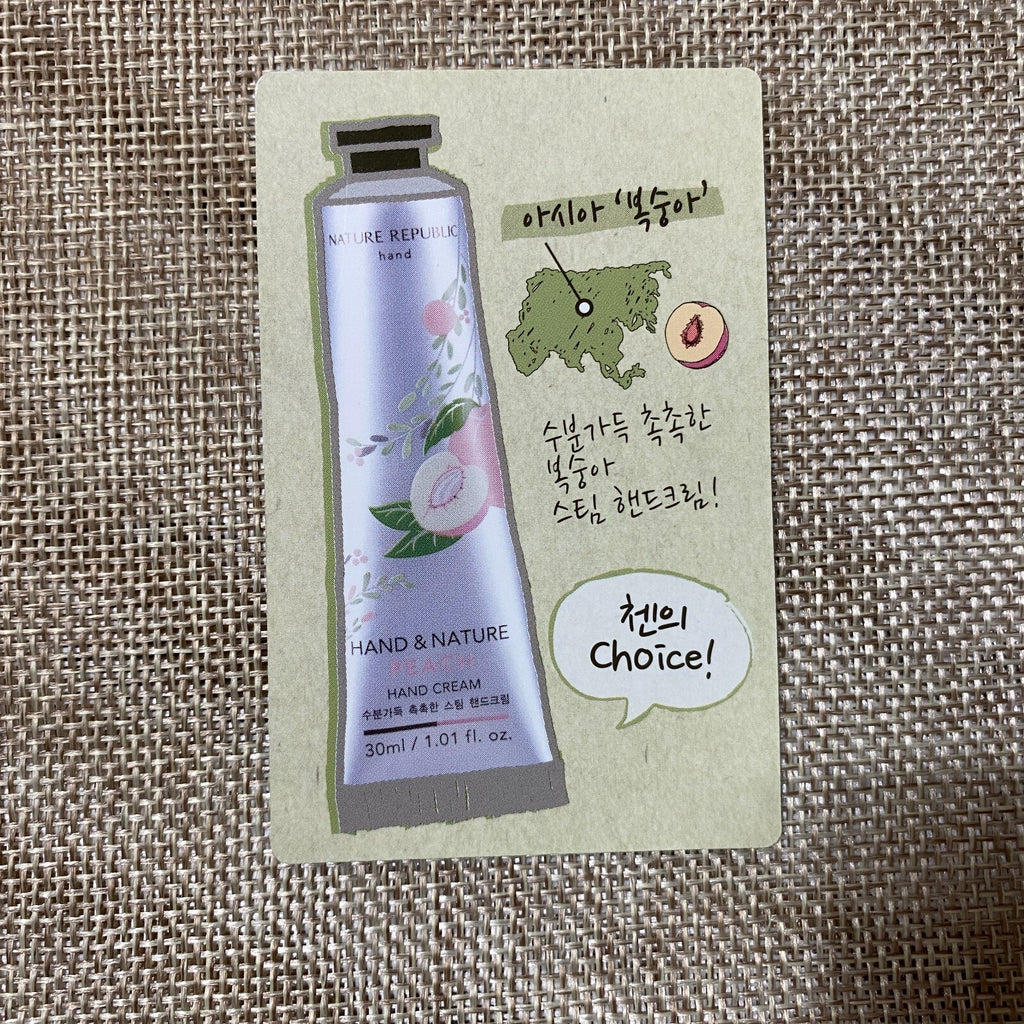 NATURE REPUBLIC
hand
HAND & NATURE
PEACH
HAND CREAM
수분가득 촉촉한 스팀 핸드크림
30ml / 1.01 fl. oz.
아시아 '복숭아'
수분가득 촉촉한
복숭아
스팀 핸드크림!
첸의
Choice!